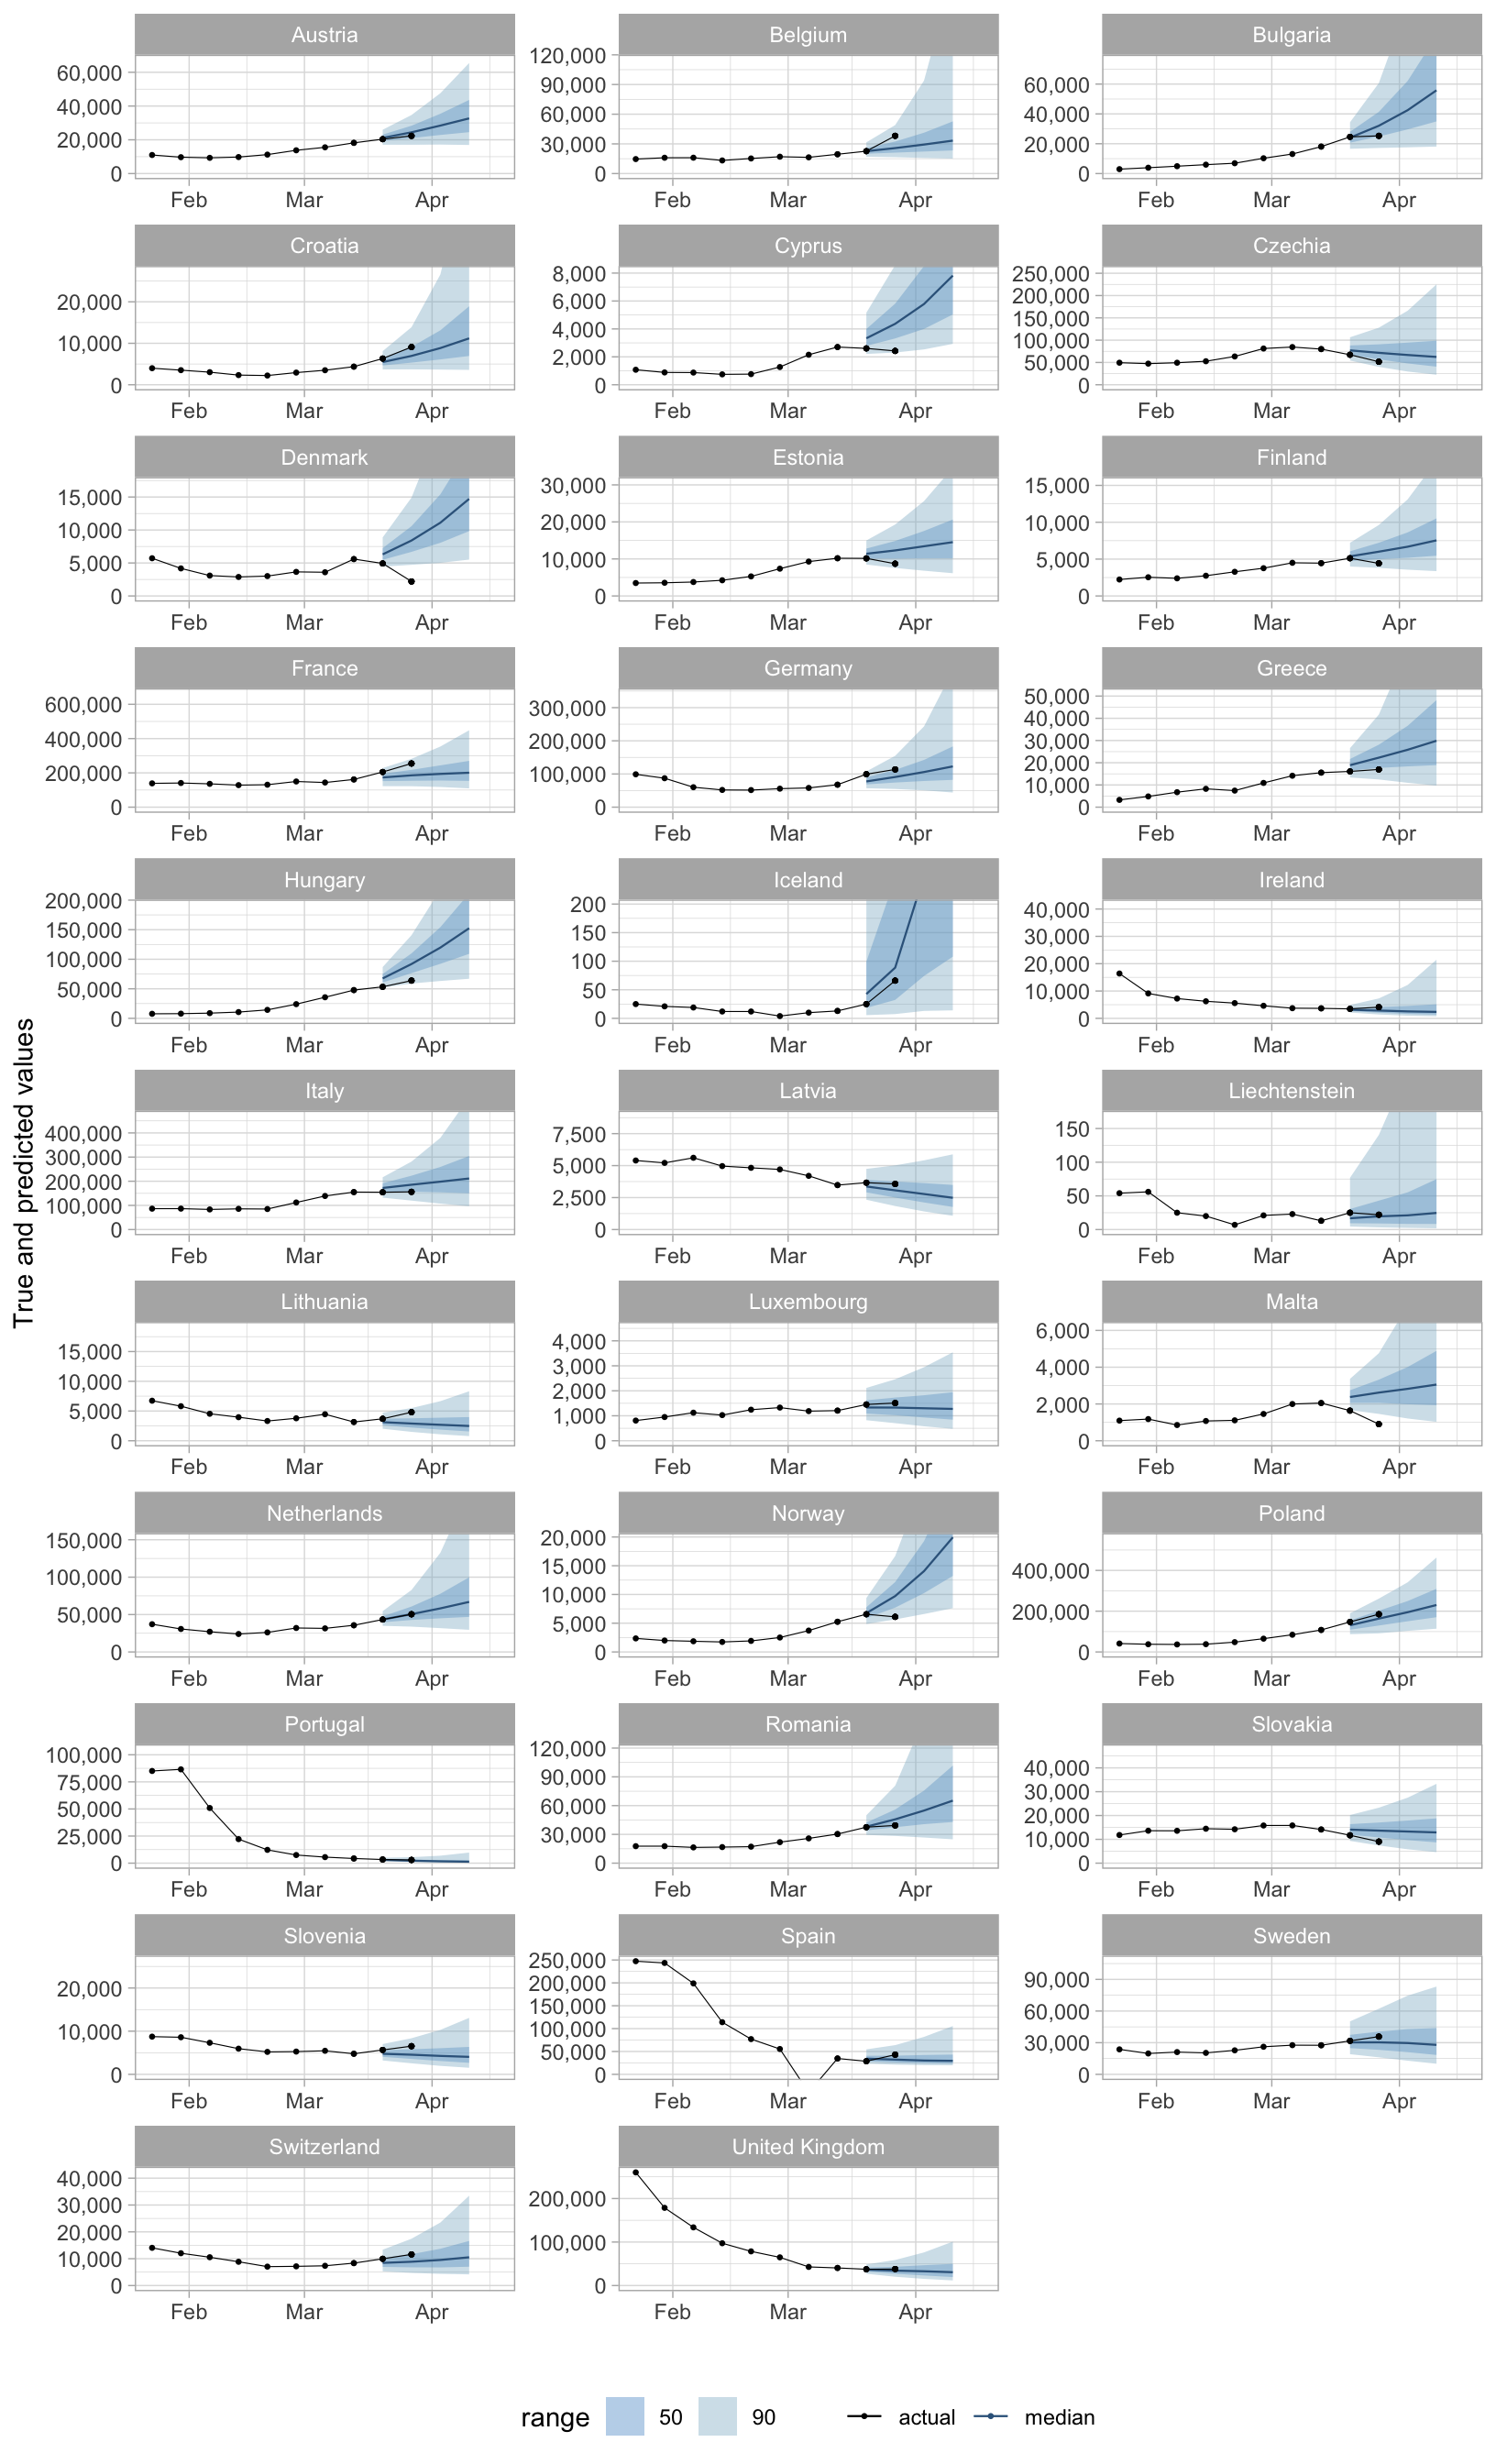 True and predicted values
Austria
60,000
40,000
20,000
0
Feb Mar Apr
Belgium
120,000
90,000
60,000
30,000
0
Feb Mar Apr
Bulgaria
60,000
40,000
20,000
0
Feb Mar Apr
Croatia
20,000
10,000
0
Feb Mar Apr
Cyprus
8,000
6,000
4,000
2,000
0
Feb Mar Apr
Czechia
250,000
200,000
150,000
100,000
50,000
0
Feb Mar Apr
Denmark
15,000
10,000
5,000
0
Feb Mar Apr
Estonia
30,000
20,000
10,000
0
Feb Mar Apr
Finland
15,000
10,000
5,000
0
Feb Mar Apr
France
600,000
400,000
200,000
0
Feb Mar Apr
Germany
300,000
200,000
100,000
0
Feb Mar Apr
Greece
50,000
40,000
30,000
20,000
10,000
0
Feb Mar Apr
Hungary
200,000
150,000
100,000
50,000
0
Feb Mar Apr
Iceland
200
150
100
50
0
Feb Mar Apr
Ireland
40,000
30,000
20,000
10,000
0
Feb Mar Apr
Italy
400,000
300,000
200,000
100,000
0
Feb Mar Apr
Latvia
7,500
5,000
2,500
0
Feb Mar Apr
Liechtenstein
150
100
50
0
Feb Mar Apr
Lithuania
15,000
10,000
5,000
0
Feb Mar Apr
Luxembourg
4,000
3,000
2,000
1,000
0
Feb Mar Apr
Malta
6,000
4,000
2,000
0
Feb Mar Apr
Netherlands
150,000
100,000
50,000
0
Feb Mar Apr
Norway
20,000
15,000
10,000
5,000
0
Feb Mar Apr
Poland
400,000
200,000
0
Feb Mar Apr
Portugal
100,000
75,000
50,000
25,000
0
Feb Mar Apr
Romania
120,000
90,000
60,000
30,000
0
Feb Mar Apr
Slovakia
40,000
30,000
20,000
10,000
0
Feb Mar Apr
Slovenia
20,000
10,000
0
Feb Mar Apr
Spain
250,000
200,000
150,000
100,000
50,000
0
Feb Mar Apr
Sweden
90,000
60,000
30,000
0
Feb Mar Apr
Switzerland
40,000
30,000
20,000
10,000
0
Feb Mar Apr
United Kingdom
200,000
100,000
0
Feb Mar Apr
range 50 90 actual median